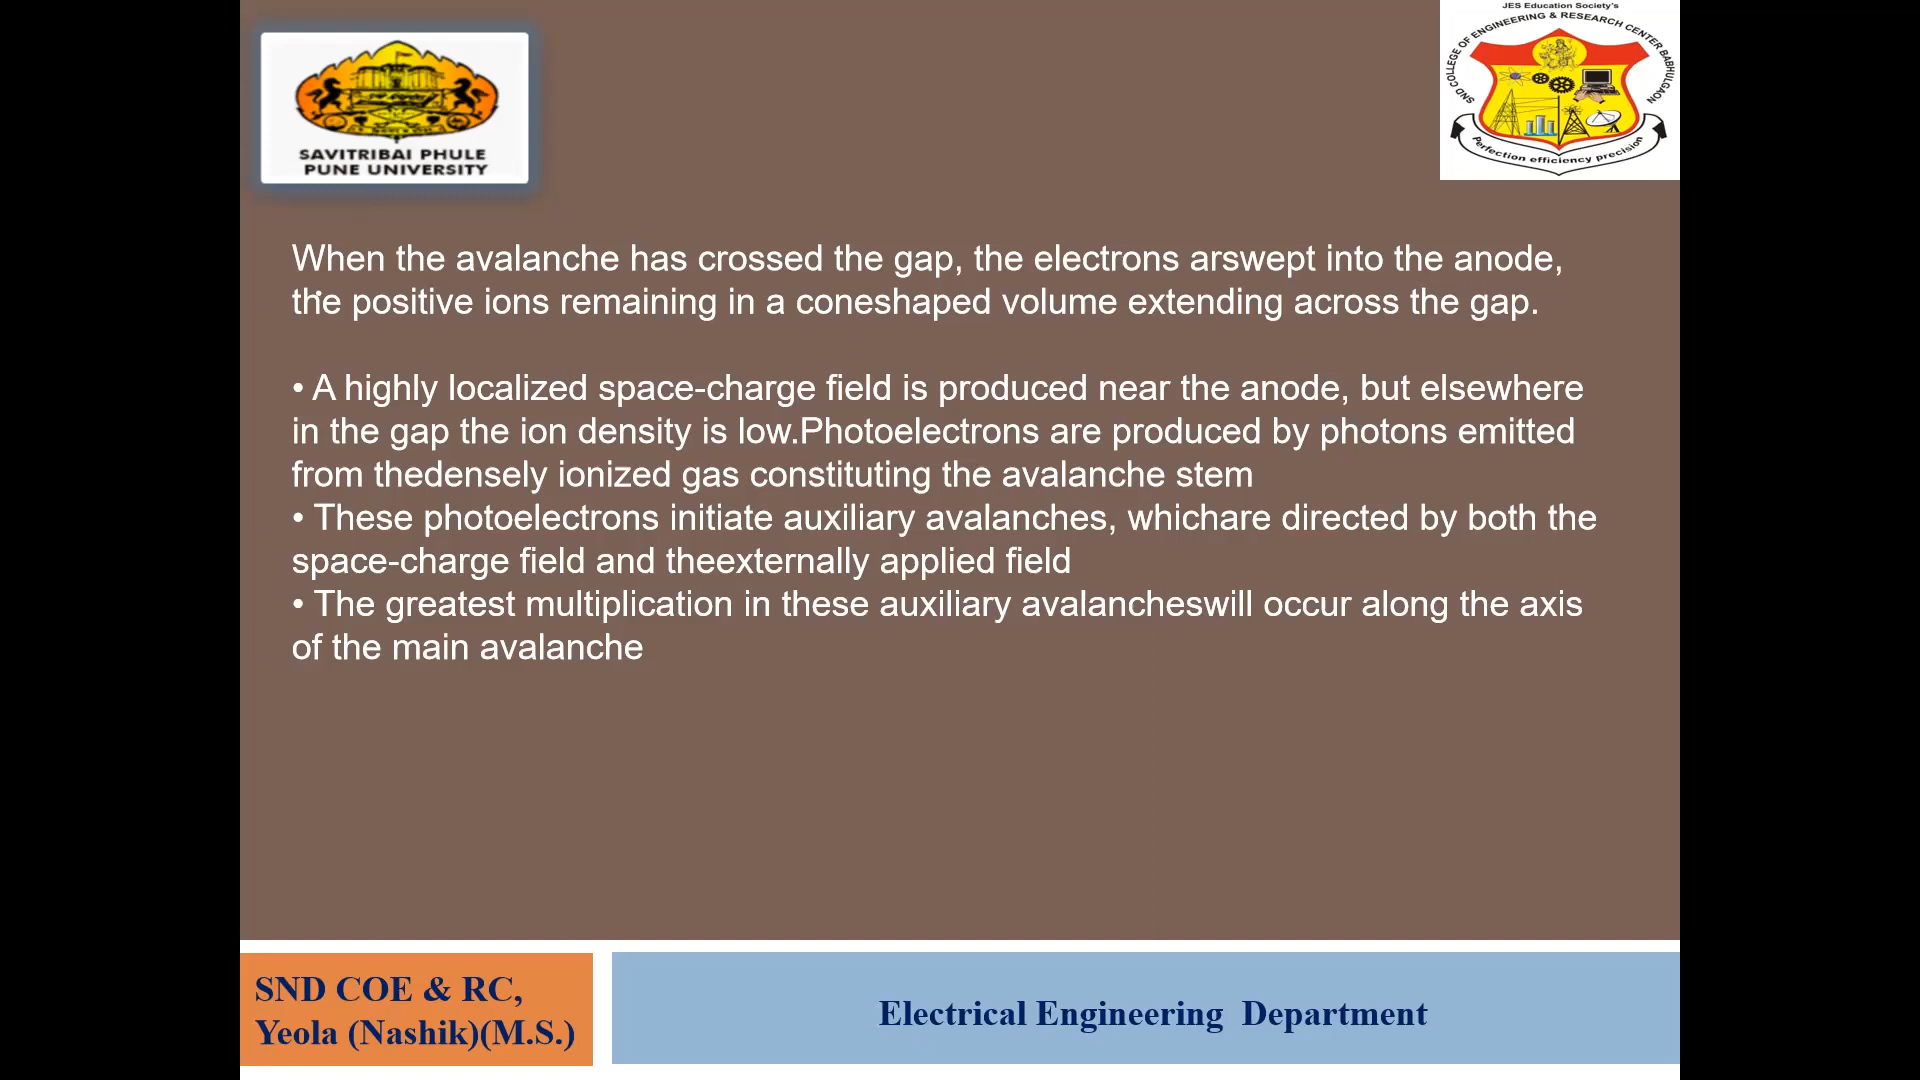 SAVITRIBAI PHULE
PUNE UNIVERSITY
JES Education Society's
SND COLLEGE OF ENGINEERING & RESEARCH CENTER BABHULGAON
Perfection efficiency precision
When the avalanche has crossed the gap, the electrons arswept into the anode,
the positive ions remaining in a coneshaped volume extending across the gap.
• A highly localized space-charge field is produced near the anode, but elsewhere
in the gap the ion density is low.Photoelectrons are produced by photons emitted
from thedensely ionized gas constituting the avalanche stem
• These photoelectrons initiate auxiliary avalanches, whichare directed by both the
space-charge field and theexternally applied field
• The greatest multiplication in these auxiliary avalancheswill occur along the axis
of the main avalanche
SND COE & RC,
Yeola (Nashik)(M.S.)
Electrical Engineering  Department